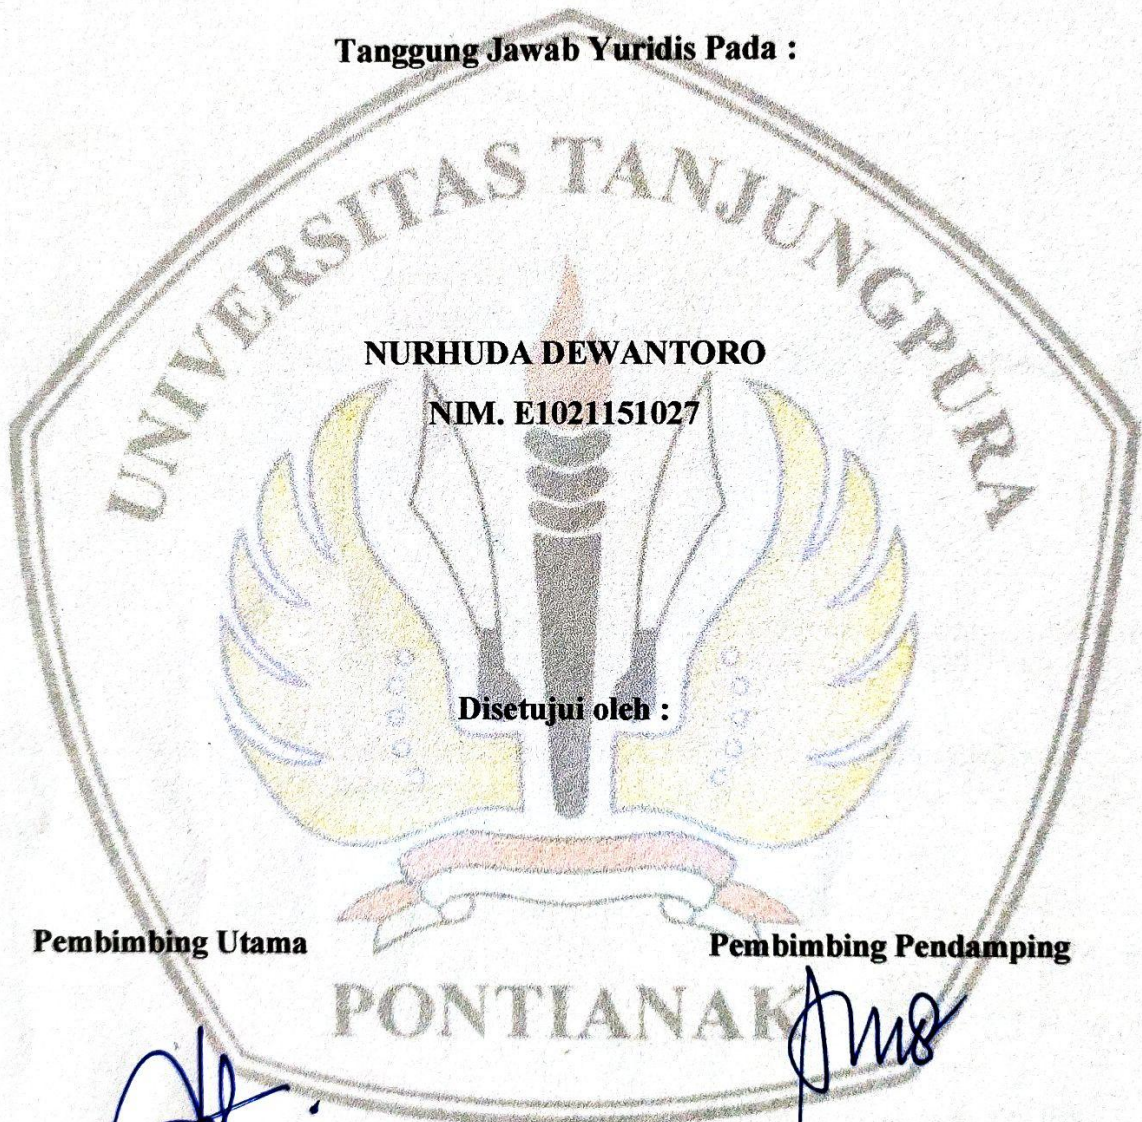 Tanggung Jawab Yuridis Pada :
UNIVERSITAS TANJUNGPURA
NURHUDA DEWANTORO
NIM. E1021151027
Disetujui oleh :
Pembimbing Utama
Pembimbing Pendamping
PONTIANAK